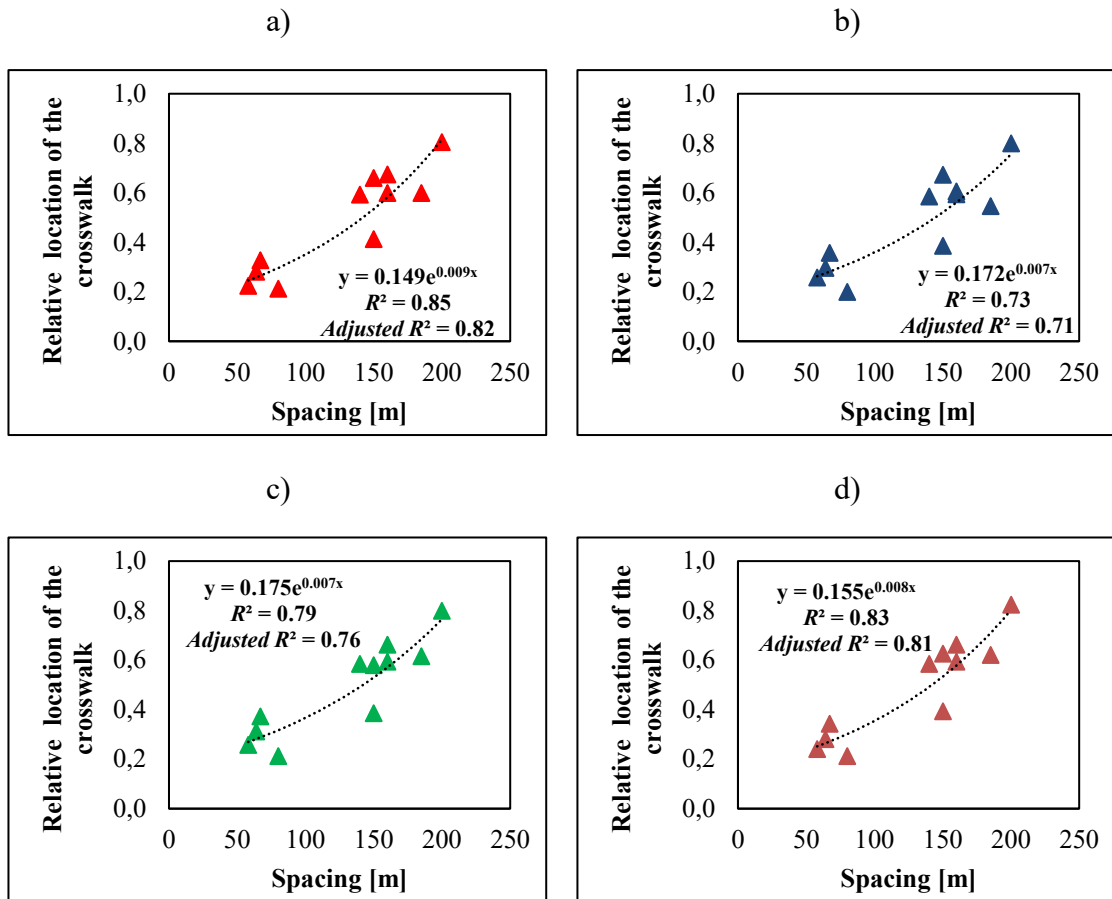 a)
Relative location of the
crosswalk
1,0
0,8
0,6
0,4
0,2
0,0
y = 0.149e^0.009x
R² = 0.85
Adjusted R² = 0.82
0 50 100 150 200 250
Spacing [m]
b)
Relative location of the
crosswalk
1,0
0,8
0,6
0,4
0,2
0,0
y = 0.172e^0.007x
R² = 0.73
Adjusted R² = 0.71
0 50 100 150 200 250
Spacing [m]
c)
Relative location of the
crosswalk
1,0
0,8
0,6
0,4
0,2
0,0
y = 0.175e^0.007x
R² = 0.79
Adjusted R² = 0.76
0 50 100 150 200 250
Spacing [m]
d)
Relative location of the
crosswalk
1,0
0,8
0,6
0,4
0,2
0,0
y = 0.155e^0.008x
R² = 0.83
Adjusted R² = 0.81
0 50 100 150 200 250
Spacing [m]